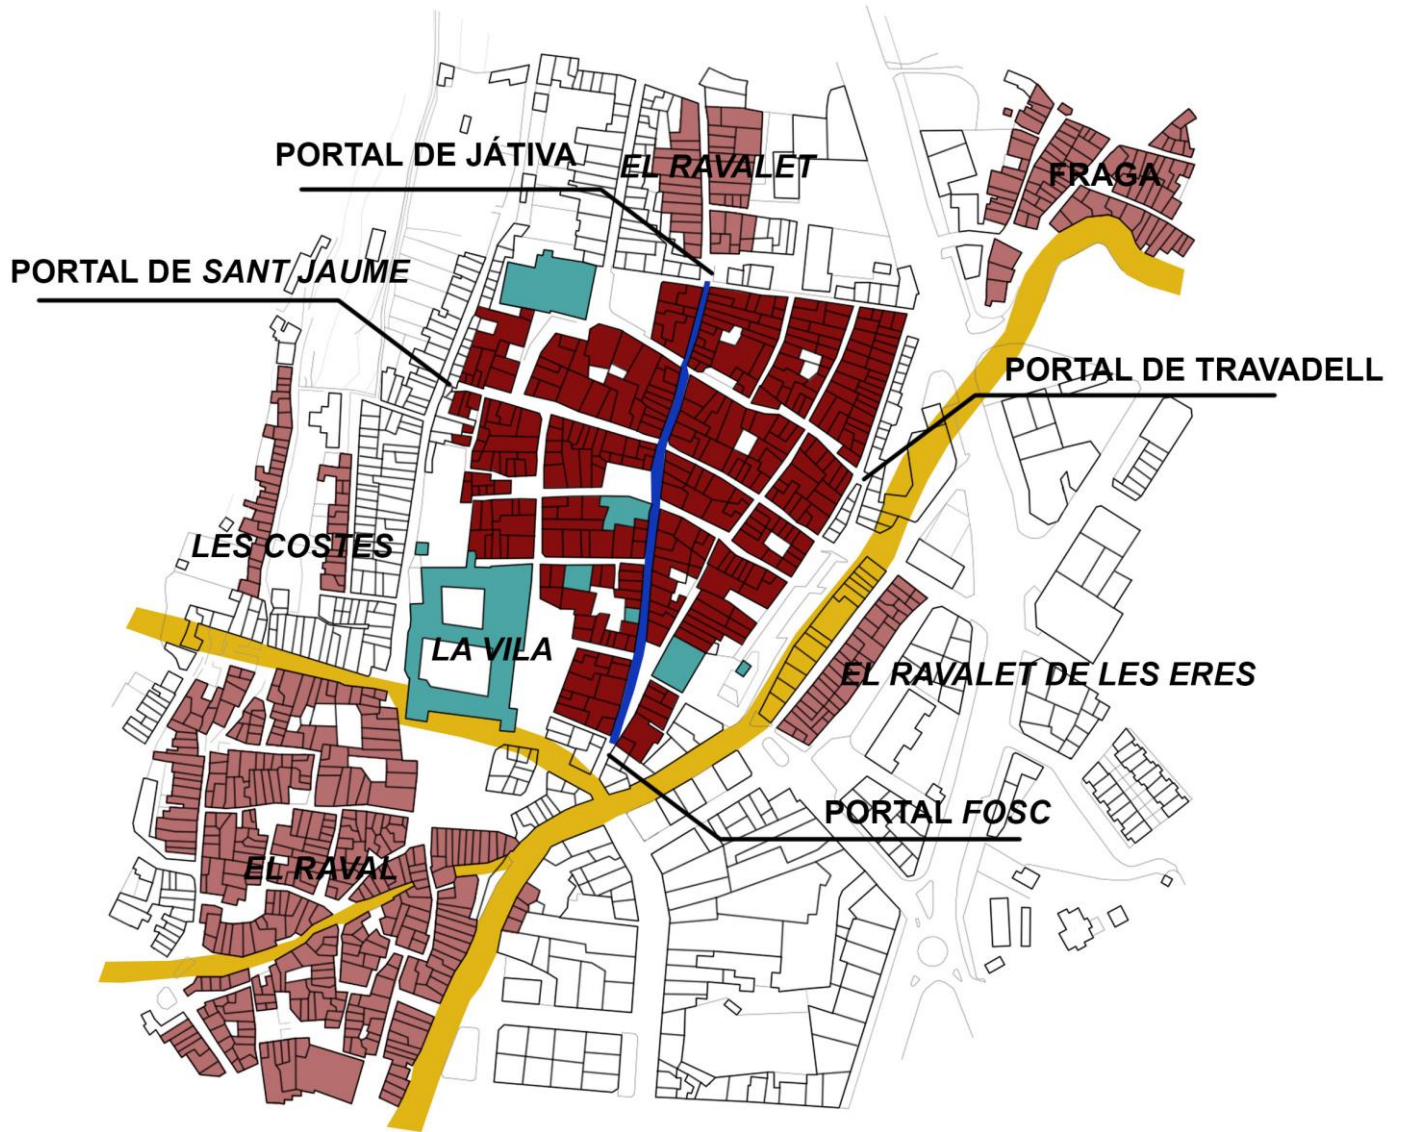 PORTAL DE JÁTIVA
EL RAVALET
FRAGA
PORTAL DE SANT JAUME
PORTAL DE TRAVADELL
LES COSTES
LA VILA
EL RAVALET DE LES ERES
PORTAL FOSC
EL RAVAL